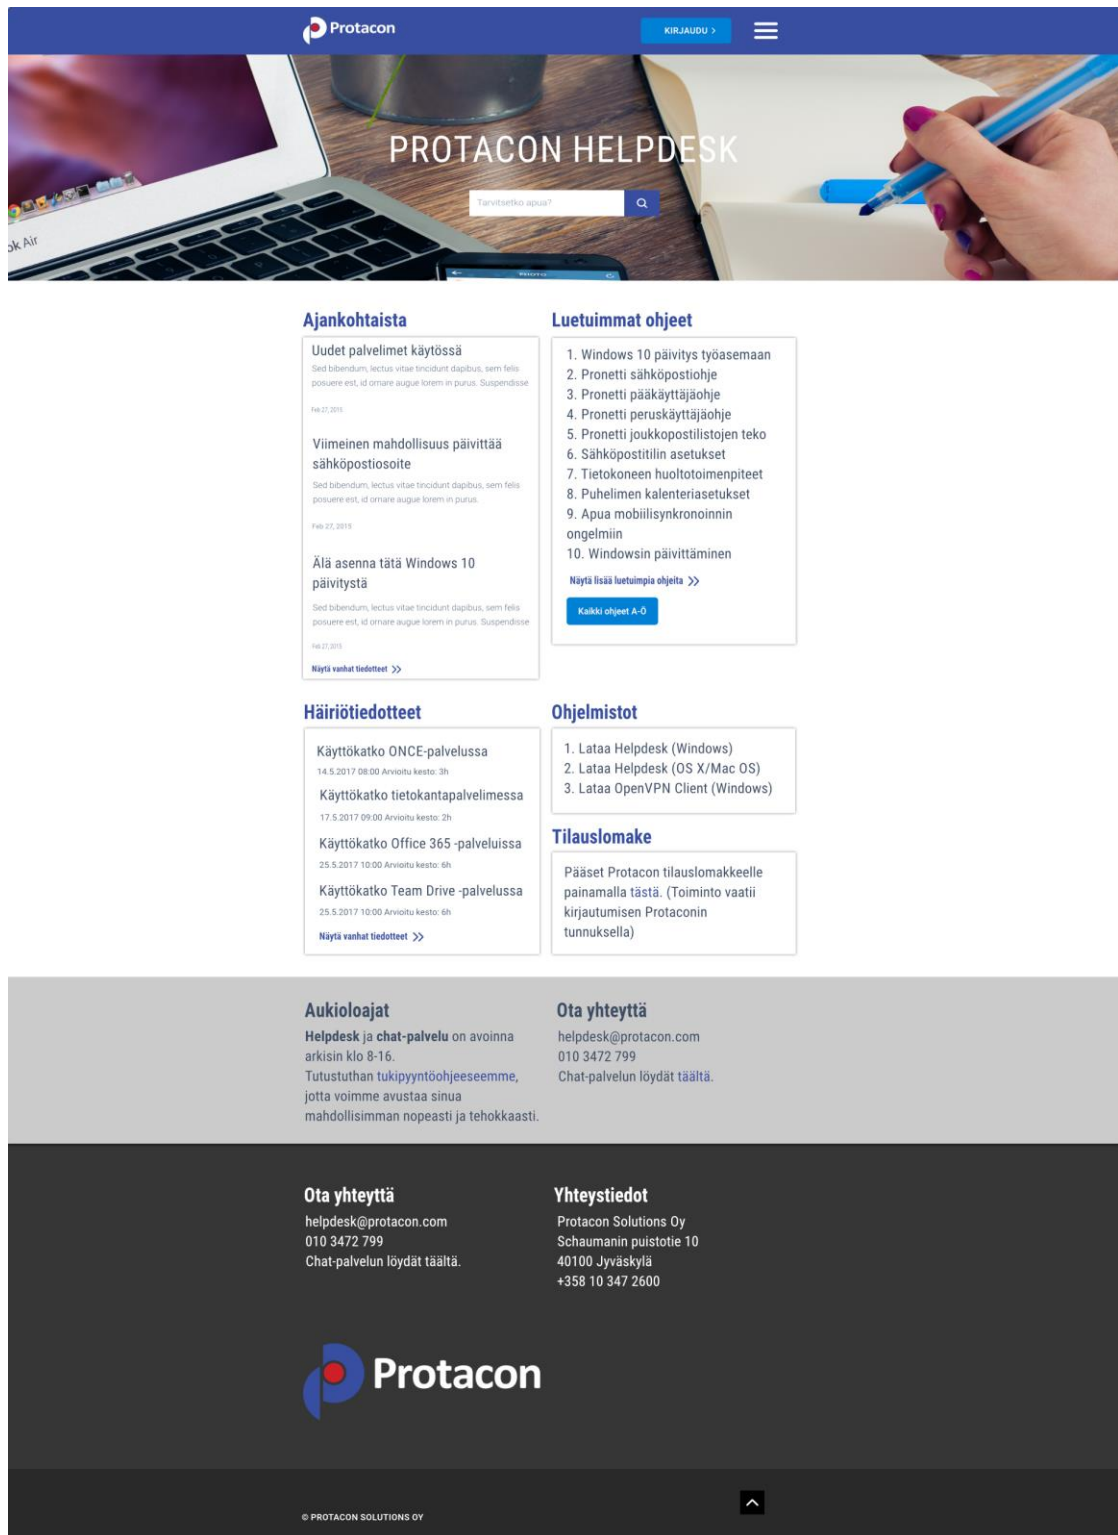 Protacon
KIRJAUDU >
PROTACON HELPDESK
Tarvitsetko apua?
ok Air
Ajankohtaista
Uudet palvelimet käytössä
Sed bibendum, lectus vitae tincidunt dapibus, sem felis
posuere est, id ornare augue lorem in purus. Suspendisse
Feb 27, 2015
Viimeinen mahdollisuus päivittää
sähköpostiosoite
Sed bibendum, lectus vitae tincidunt dapibus, sem felis
posuere est, id ornare augue lorem in purus.
Feb 27, 2015
Älä asenna tätä Windows 10
päivitystä
Sed bibendum, lectus vitae tincidunt dapibus, sem felis
posuere est, id ornare augue lorem in purus. Suspendisse
Feb 27, 2015
Näytä vanhat tiedotteet
Luetuimmat ohjeet
1. Windows 10 päivitys työasemaan
2. Pronetti sähköpostiohje
3. Pronetti pääkäyttäjäohje
4. Pronetti peruskäyttäjäohje
5. Pronetti joukkopostilistojen teko
6. Sähköpostitilin asetukset
7. Tietokoneen huoltotoimenpiteet
8. Puhelimen kalenteriasetukset
9. Apua mobiilisynkronoinnin
ongelmiin
10. Windowsin päivittäminen
Näytä lisää luetuimpia ohjeita
Kaikki ohjeet A-Ö
Häiriötiedotteet
Käyttökatko ONCE-palvelussa
14.5.2017 08:00 Arvioitu kesto: 3h
Käyttökatko tietokantapalvelimessa
17.5.2017 09:00 Arvioitu kesto: 2h
Käyttökatko Office 365 -palveluissa
25.5.2017 10:00 Arvioitu kesto: 6h
Käyttökatko Team Drive -palvelussa
25.5.2017 10:00 Arvioitu kesto: 6h
Näytä vanhat tiedotteet
Ohjelmistot
1. Lataa Helpdesk (Windows)
2. Lataa Helpdesk (OS X/Mac OS)
3. Lataa OpenVPN Client (Windows)
Tilauslomake
Pääset Protacon tilauslomakkeelle
painamalla tästä. (Toiminto vaatii
kirjautumisen Protaconin
tunnuksella)
Aukioloajat
Helpdesk ja chat-palvelu on avoinna
arkisin klo 8-16.
Tutustuthan tukipyyntöohjeeseemme,
jotta voimme avustaa sinua
mahdollisimman nopeasti ja tehokkaasti.
Ota yhteyttä
helpdesk@protacon.com
010 3472 799
Chat-palvelun löydät täältä.
Ota yhteyttä
helpdesk@protacon.com
010 3472 799
Chat-palvelun löydät täältä.
Yhteystiedot
Protacon Solutions Oy
Schaumanin puistotie 10
40100 Jyväskylä
+358 10 347 2600
Protacon
© PROTACON SOLUTIONS OY